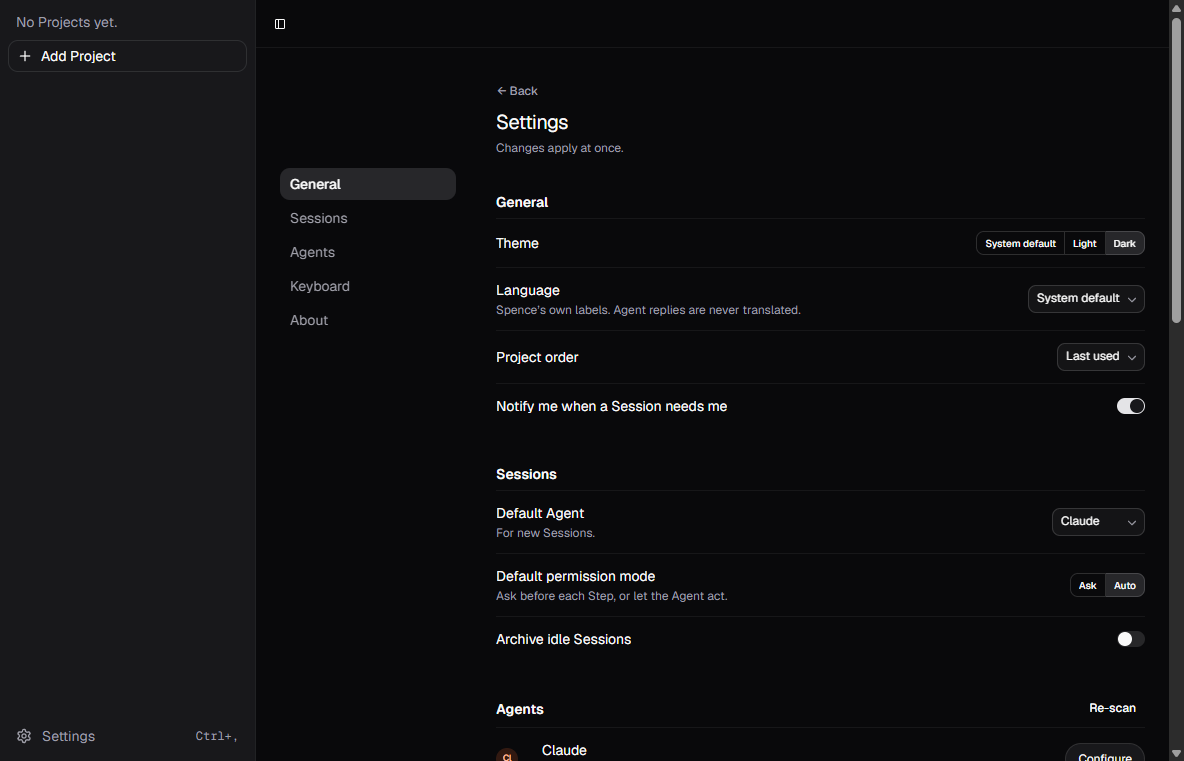 No Projects yet.
+ Add Project
← Back
Settings
Changes apply at once.
General
Sessions
Agents
Keyboard
About
General
Theme
System default Light Dark
Language
Spence's own labels. Agent replies are never translated.
System default
Project order
Last used
Notify me when a Session needs me
Sessions
Default Agent
For new Sessions.
Claude
Default permission mode
Ask before each Step, or let the Agent act.
Ask Auto
Archive idle Sessions
Agents
Re-scan
Cl
Claude
Configure
Settings
Ctrl+,